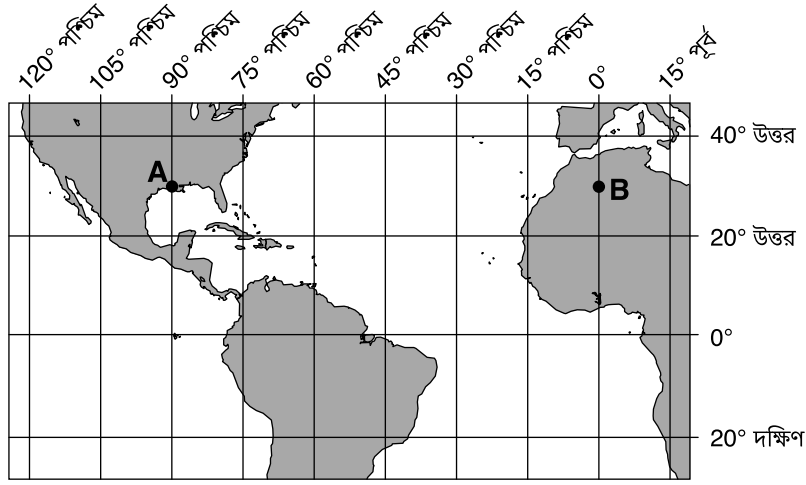 120° পশ্চিম
105° পশ্চিম
90° পশ্চিম
75° পশ্চিম
60° পশ্চিম
45° পশ্চিম
30° পশ্চিম
15° পশ্চিম
0°
15° পূর্ব
40° উত্তর
A
B
20° উত্তর
0°
20° দক্ষিণ